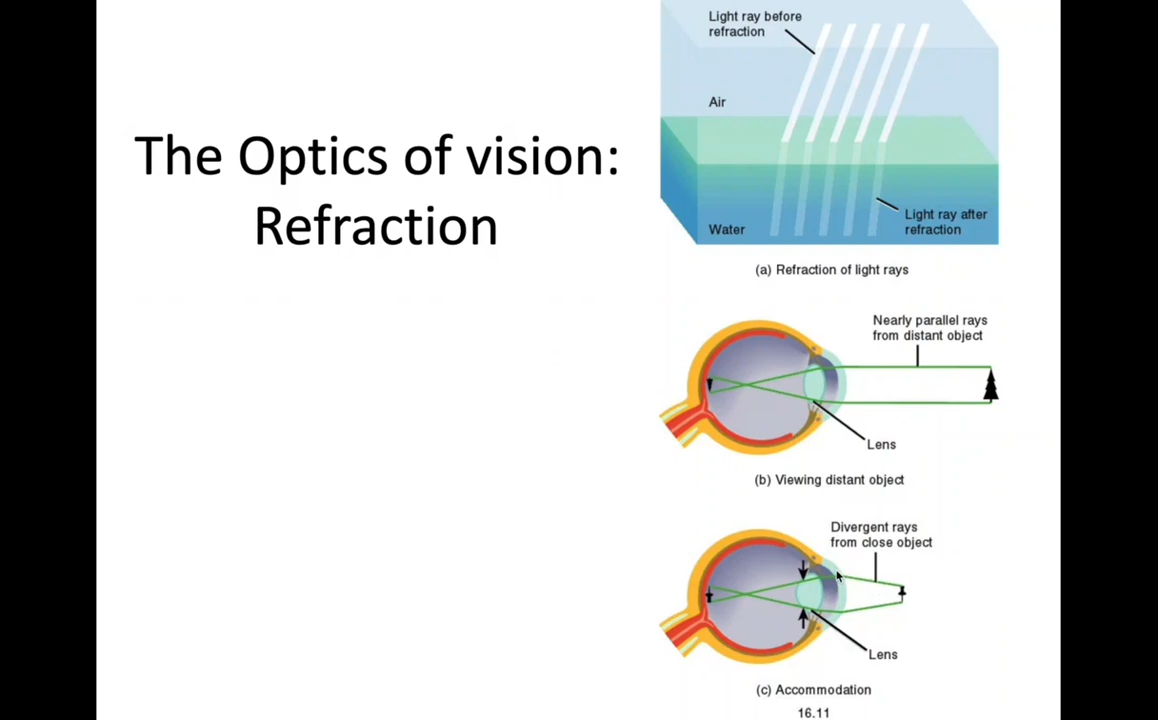 The Optics of vision:
Refraction
Light ray before
refraction
Air
Water
Light ray after
refraction
(a) Refraction of light rays
Nearly parallel rays
from distant object
Lens
(b) Viewing distant object
Divergent rays
from close object
Lens
(c) Accommodation
16.11